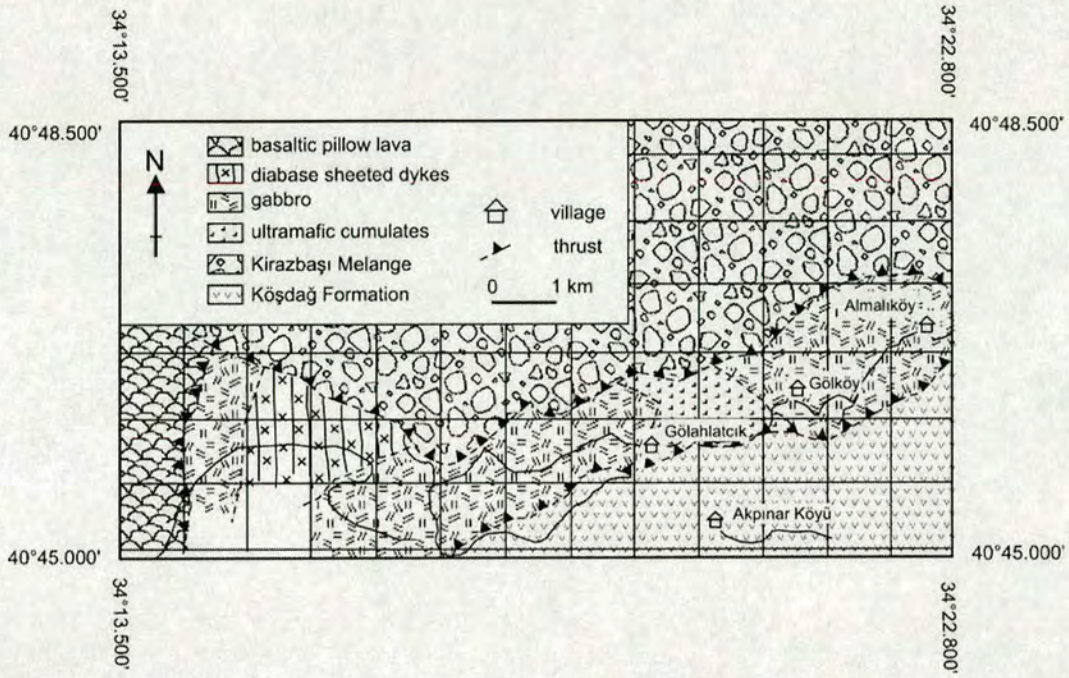 34°13.500'
34°22.800'
40°48.500'
40°48.500'
N
basaltic pillow lava
diabase sheeted dykes
gabbro
ultramafic cumulates
Kirazbaşı Melange
Köşdağ Formation
village
thrust
0 1 km
Almalıköy
Gölköy
Gölahlatcık
Akpınar Köyü
40°45.000'
40°45.000'
34°13.500'
34°22.800'